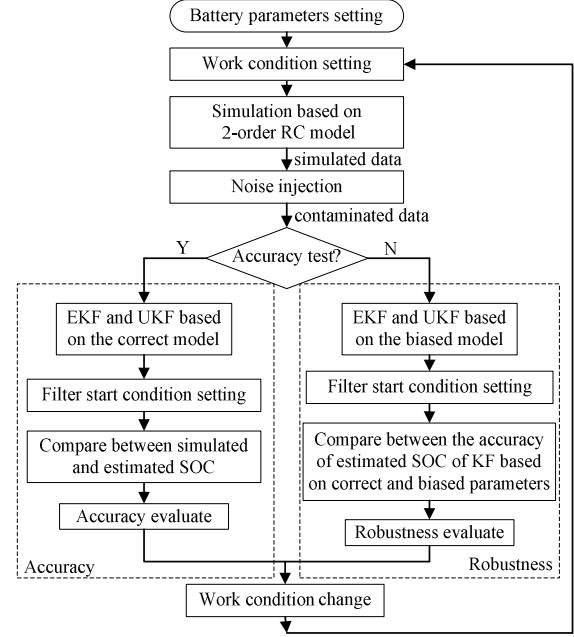 Battery parameters setting
Work condition setting
Simulation based on
2-order RC model
simulated data
Noise injection
contaminated data
Accuracy test?
Y
N
EKF and UKF based
on the correct model
Filter start condition setting
Compare between simulated
and estimated SOC
Accuracy evaluate
Accuracy
EKF and UKF based
on the biased model
Filter start condition setting
Compare between the accuracy
of estimated SOC of KF based
on correct and biased parameters
Robustness evaluate
Robustness
Work condition change